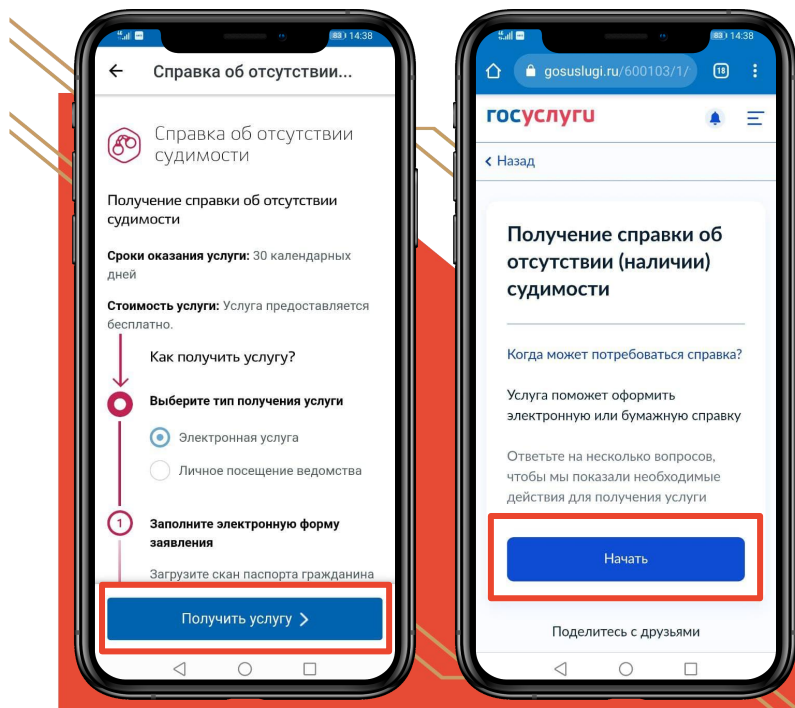 83 14:38
Справка об отсутствии...
Справка об отсутствии
судимости
Получение справки об отсутствии
судимости
Сроки оказания услуги: 30 календарных
дней
Стоимость услуги: Услуга предоставляется
бесплатно.
Как получить услугу?
Выберите тип получения услуги
Электронная услуга
Личное посещение ведомства
1
Заполните электронную форму
заявления
Загрузите скан паспорта гражданина
Получить услугу
83 14:38
gosuslugi.ru/600103/1/
18
госуслуги
Назад
Получение справки об
отсутствии (наличии)
судимости
Когда может потребоваться справка?
Услуга поможет оформить
электронную или бумажную справку
Ответьте на несколько вопросов,
чтобы мы показали необходимые
действия для получения услуги
Начать
Поделитесь с друзьями